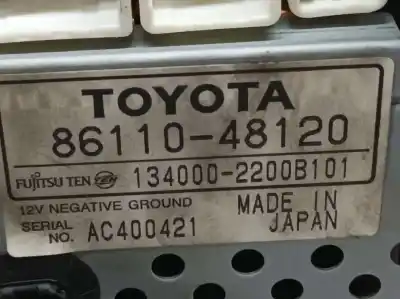 TOYOTA
86110-48120
FUJITSU TEN 134000-2200B101
12V NEGATIVE GROUND MADE IN
SERIAL NO. AC400421 JAPAN